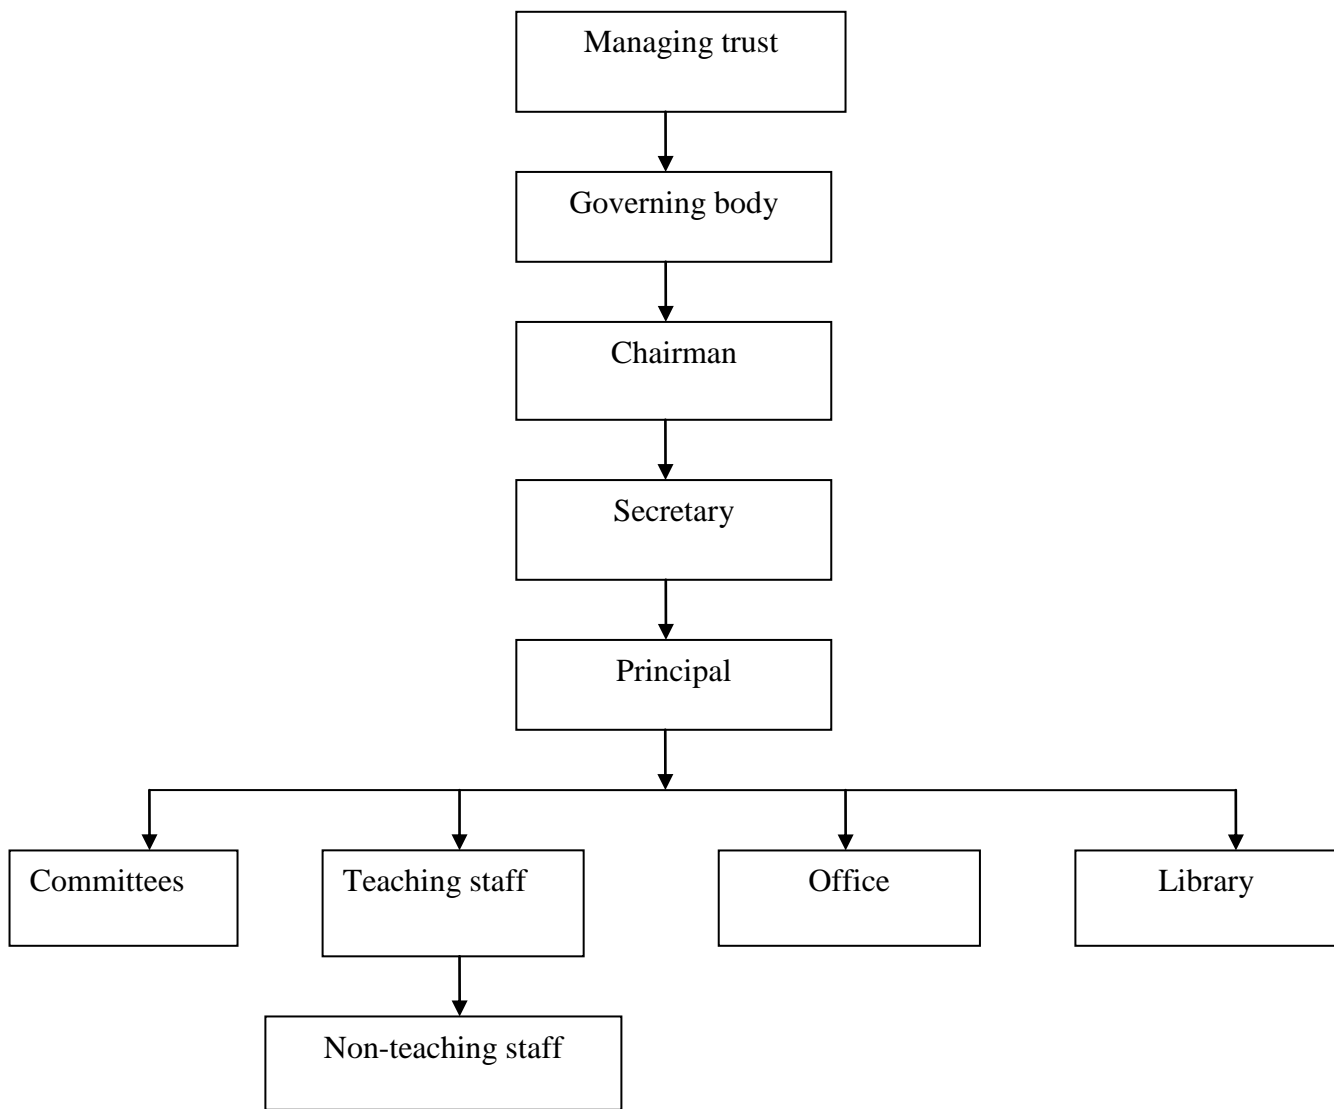 Managing trust
Governing body
Chairman
Secretary
Principal
Committees
Teaching staff
Office
Library
Non-teaching staff